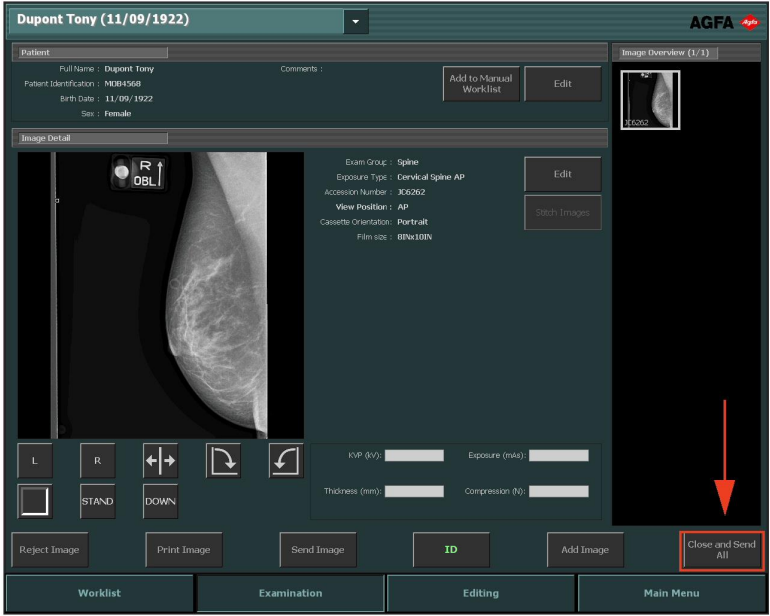 Dupont Tony (11/09/1922)
AGFA
Agfa
Patient
Full Name : Dupont Tony
Comments :
Patient Identification : MOB4568
Birth Date : 11/09/1922
Sex : Female
Add to Manual
Worklist
Edit
Image Overview (1/1)
JC6262
Image Detail
R
OBL
Exam Group : Spine
Exposure Type : Cervical Spine AP
Accession Number : JC6262
View Position : AP
Cassette Orientation: Portrait
Film size : 8INx10IN
Edit
Stitch Images
L
R
STAND
DOWN
KVP (kV):
Exposure (mAs):
Thickness (mm):
Compression (N):
Reject Image
Print Image
Send Image
ID
Add Image
Close and Send
All
Worklist
Examination
Editing
Main Menu